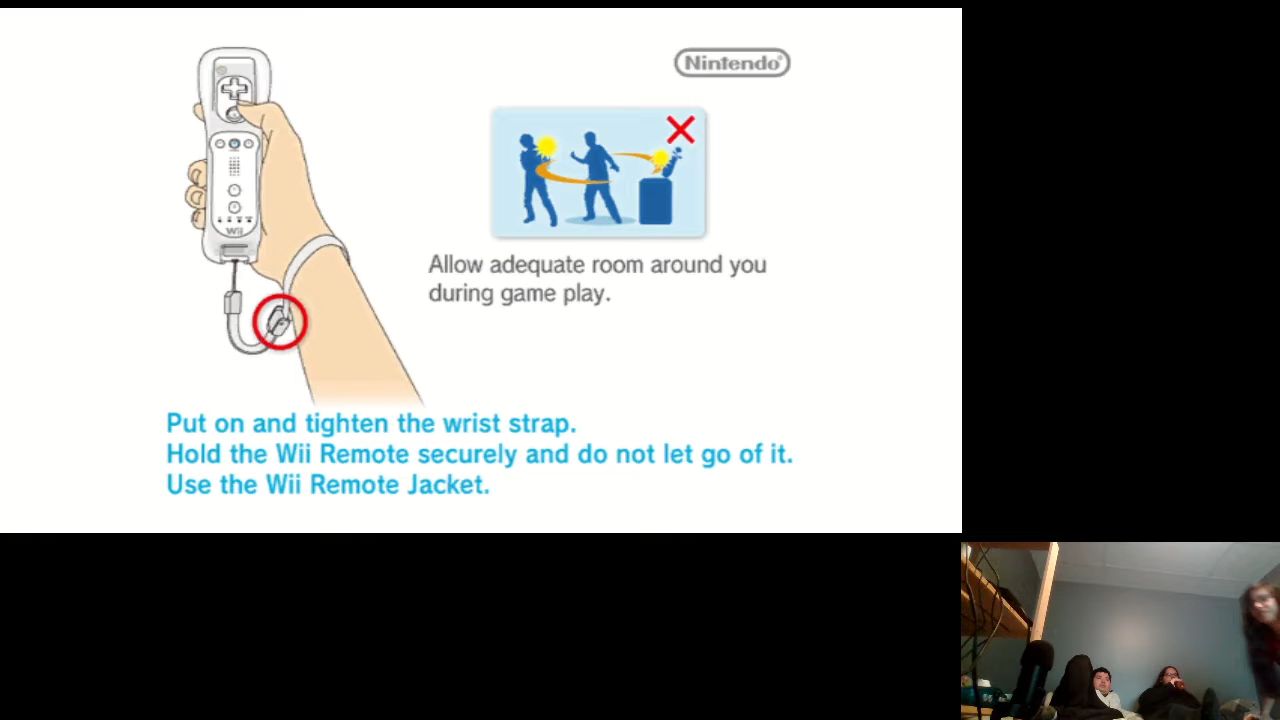 Nintendo
Wii
Allow adequate room around you
during game play.
Put on and tighten the wrist strap.
Hold the Wii Remote securely and do not let go of it.
Use the Wii Remote Jacket.